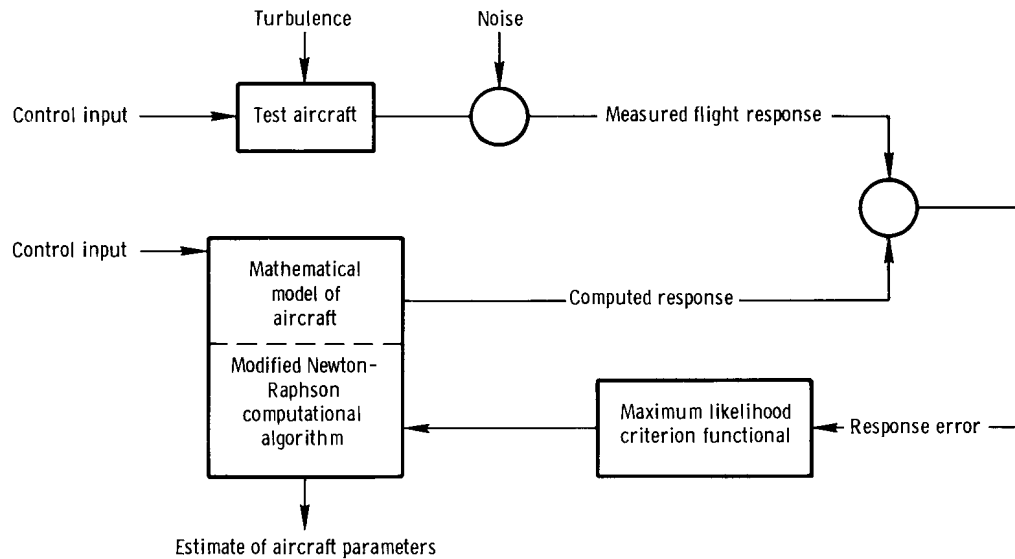 Turbulence
Noise
Control input
Test aircraft
Measured flight response
Control input
Mathematical
model of
aircraft
Computed response
Modified Newton-
Raphson
computational
algorithm
Maximum likelihood
criterion functional
Response error
Estimate of aircraft parameters